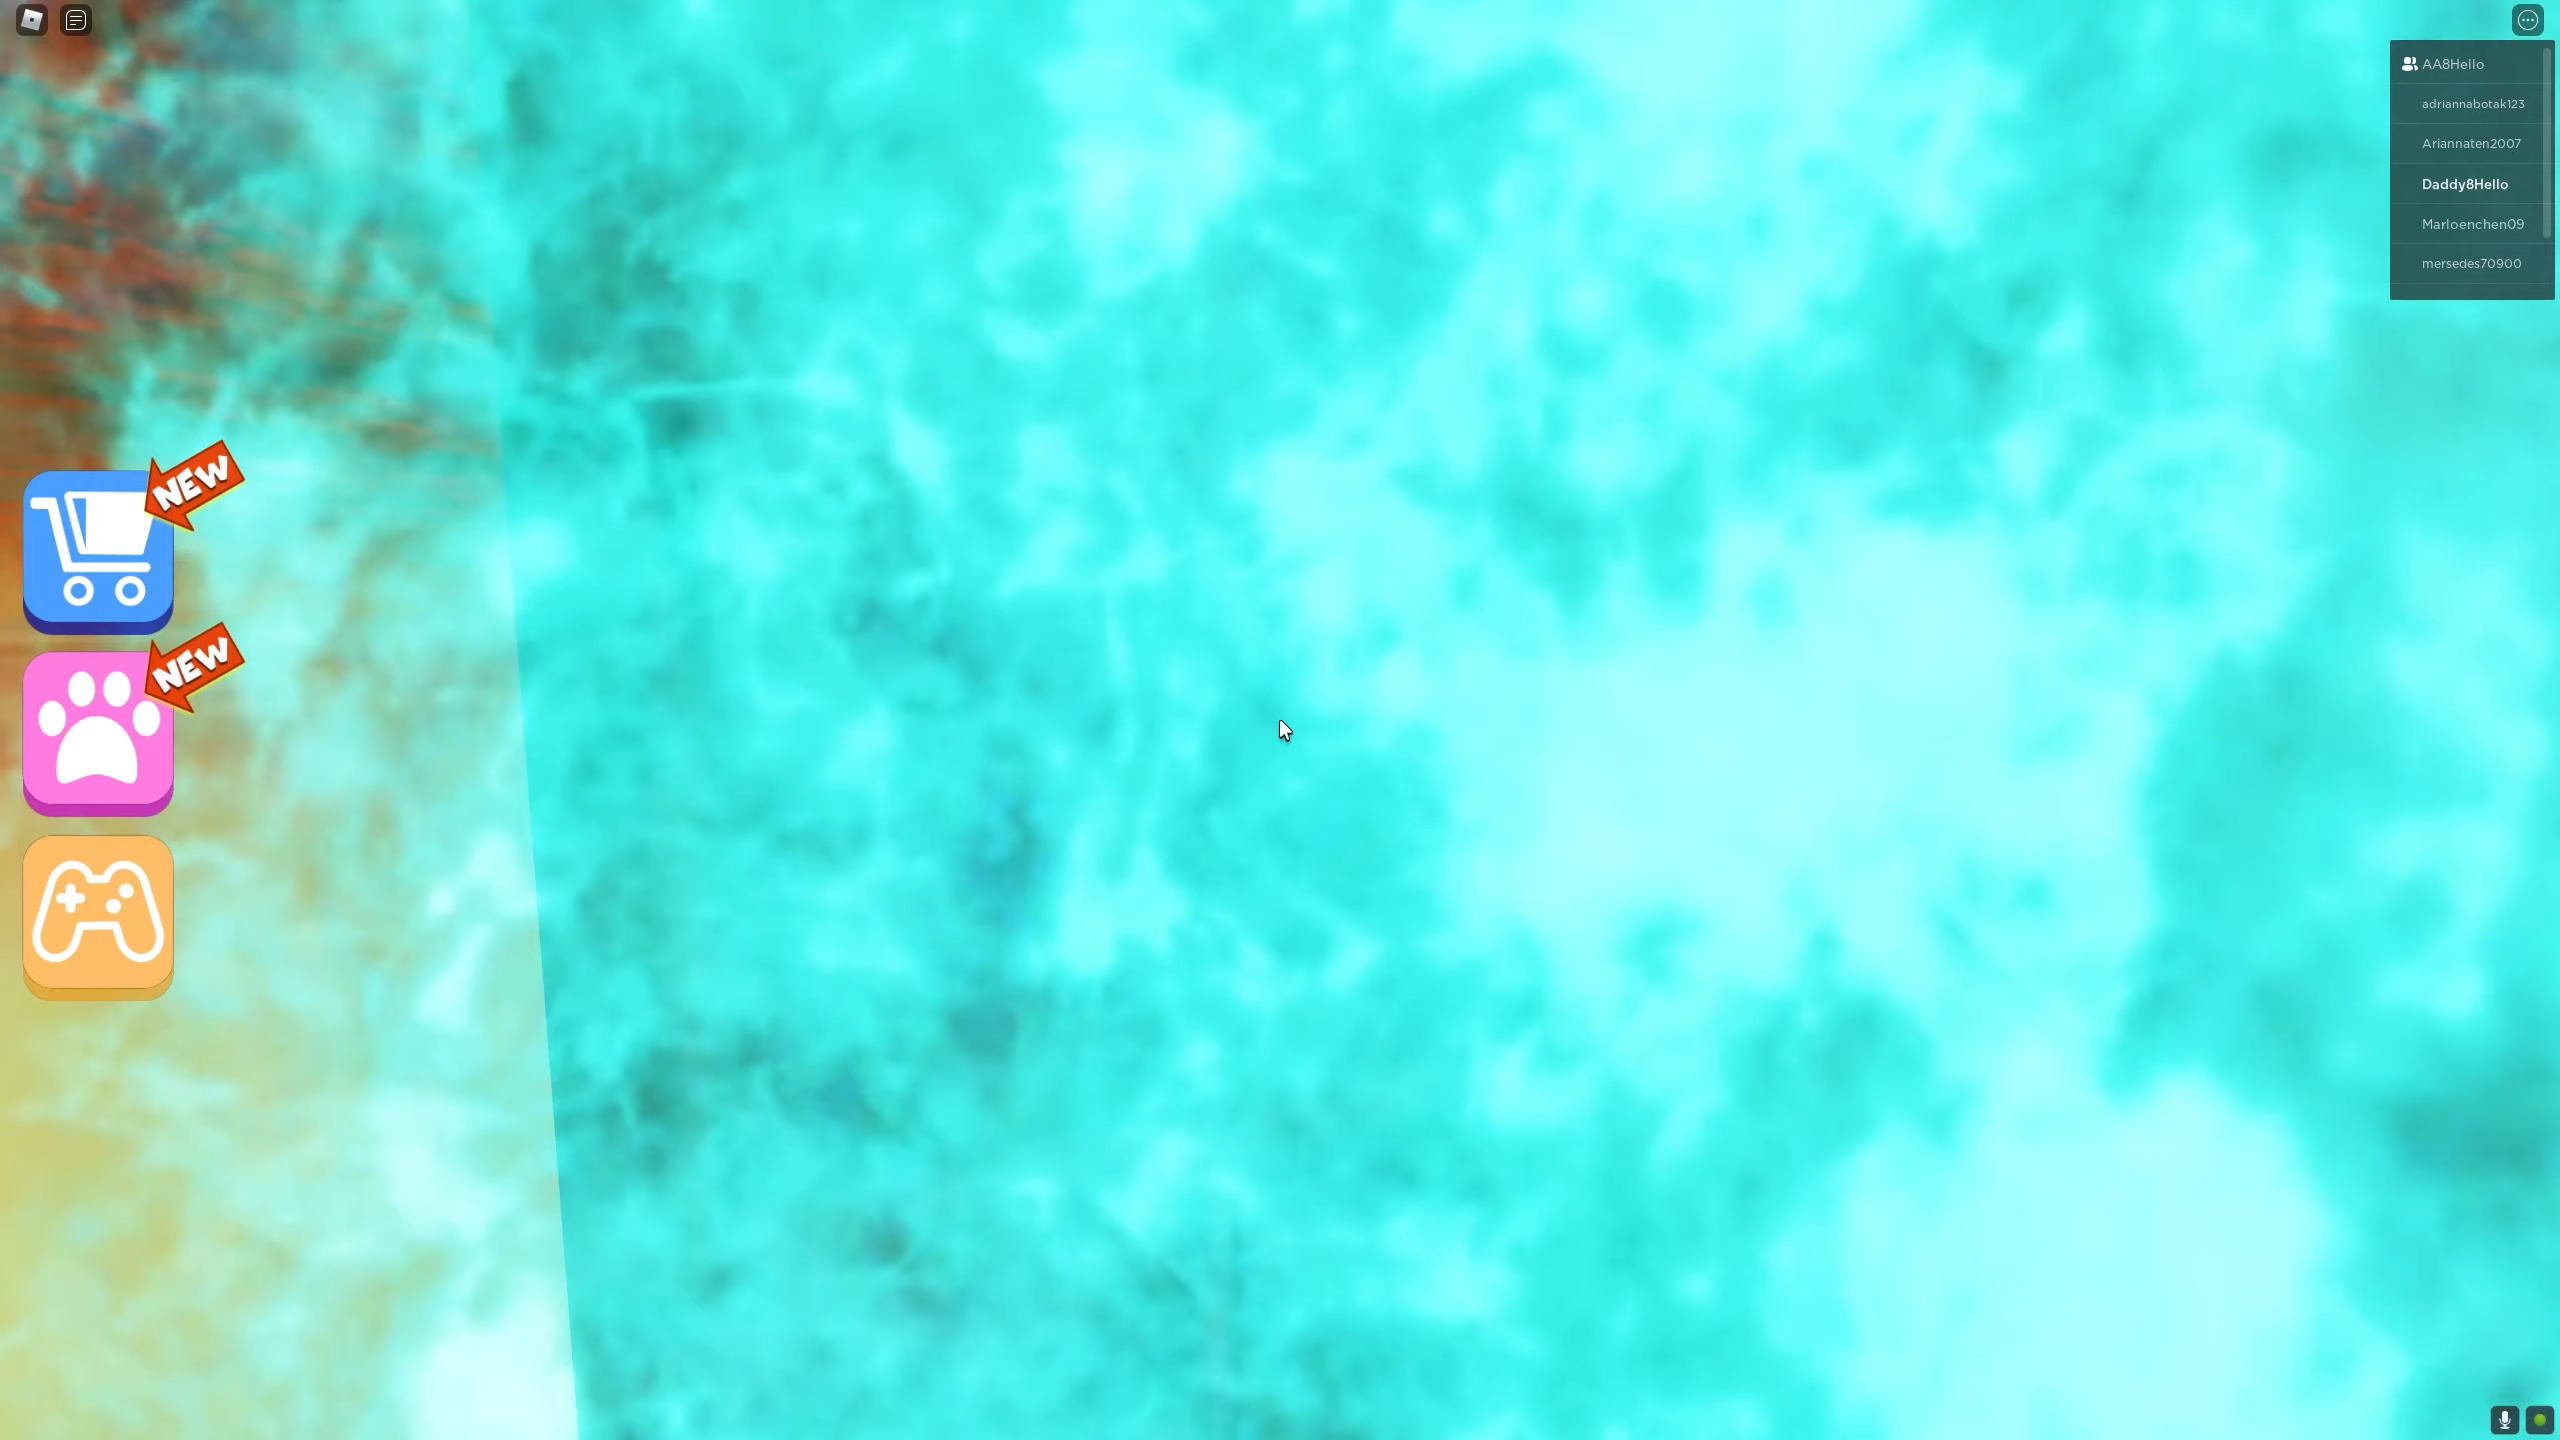 AA8Hello
adriannabotak123
Ariannaten2007
Daddy8Hello
Marloenchen09
mersedes70900
NEW
NEW